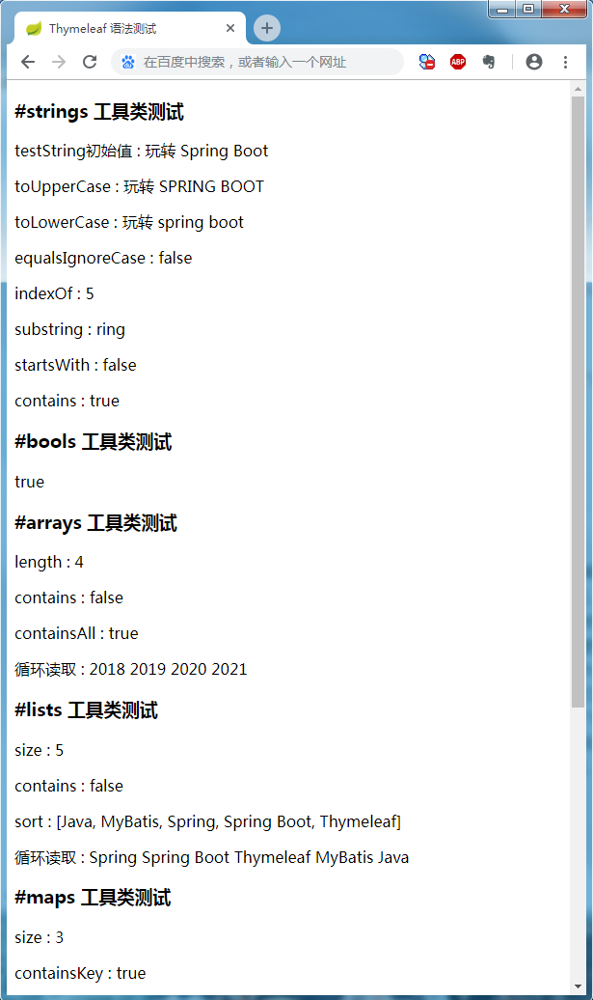 Thymeleaf 语法测试
在百度中搜索，或者输入一个网址
ABP
#strings 工具类测试
testString初始值 : 玩转 Spring Boot
toUpperCase : 玩转 SPRING BOOT
toLowerCase : 玩转 spring boot
equalsIgnoreCase : false
indexOf : 5
substring : ring
startsWith : false
contains : true
#bools 工具类测试
true
#arrays 工具类测试
length : 4
contains : false
containsAll : true
循环读取 : 2018 2019 2020 2021
#lists 工具类测试
size : 5
contains : false
sort : [Java, MyBatis, Spring, Spring Boot, Thymeleaf]
循环读取 : Spring Spring Boot Thymeleaf MyBatis Java
#maps 工具类测试
size : 3
containsKey : true